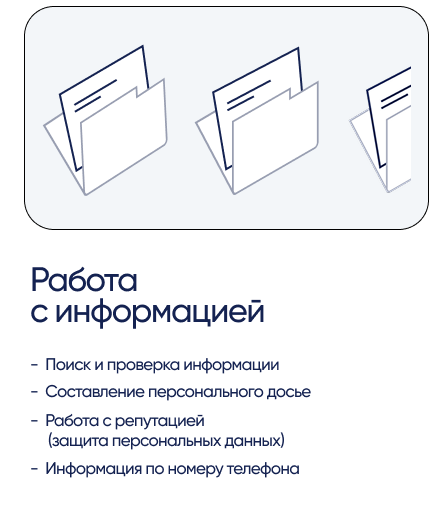 Работа
с информацией
- Поиск и проверка информации
- Составление персонального досье
- Работа с репутацией
(защита персональных данных)
- Информация по номеру телефона